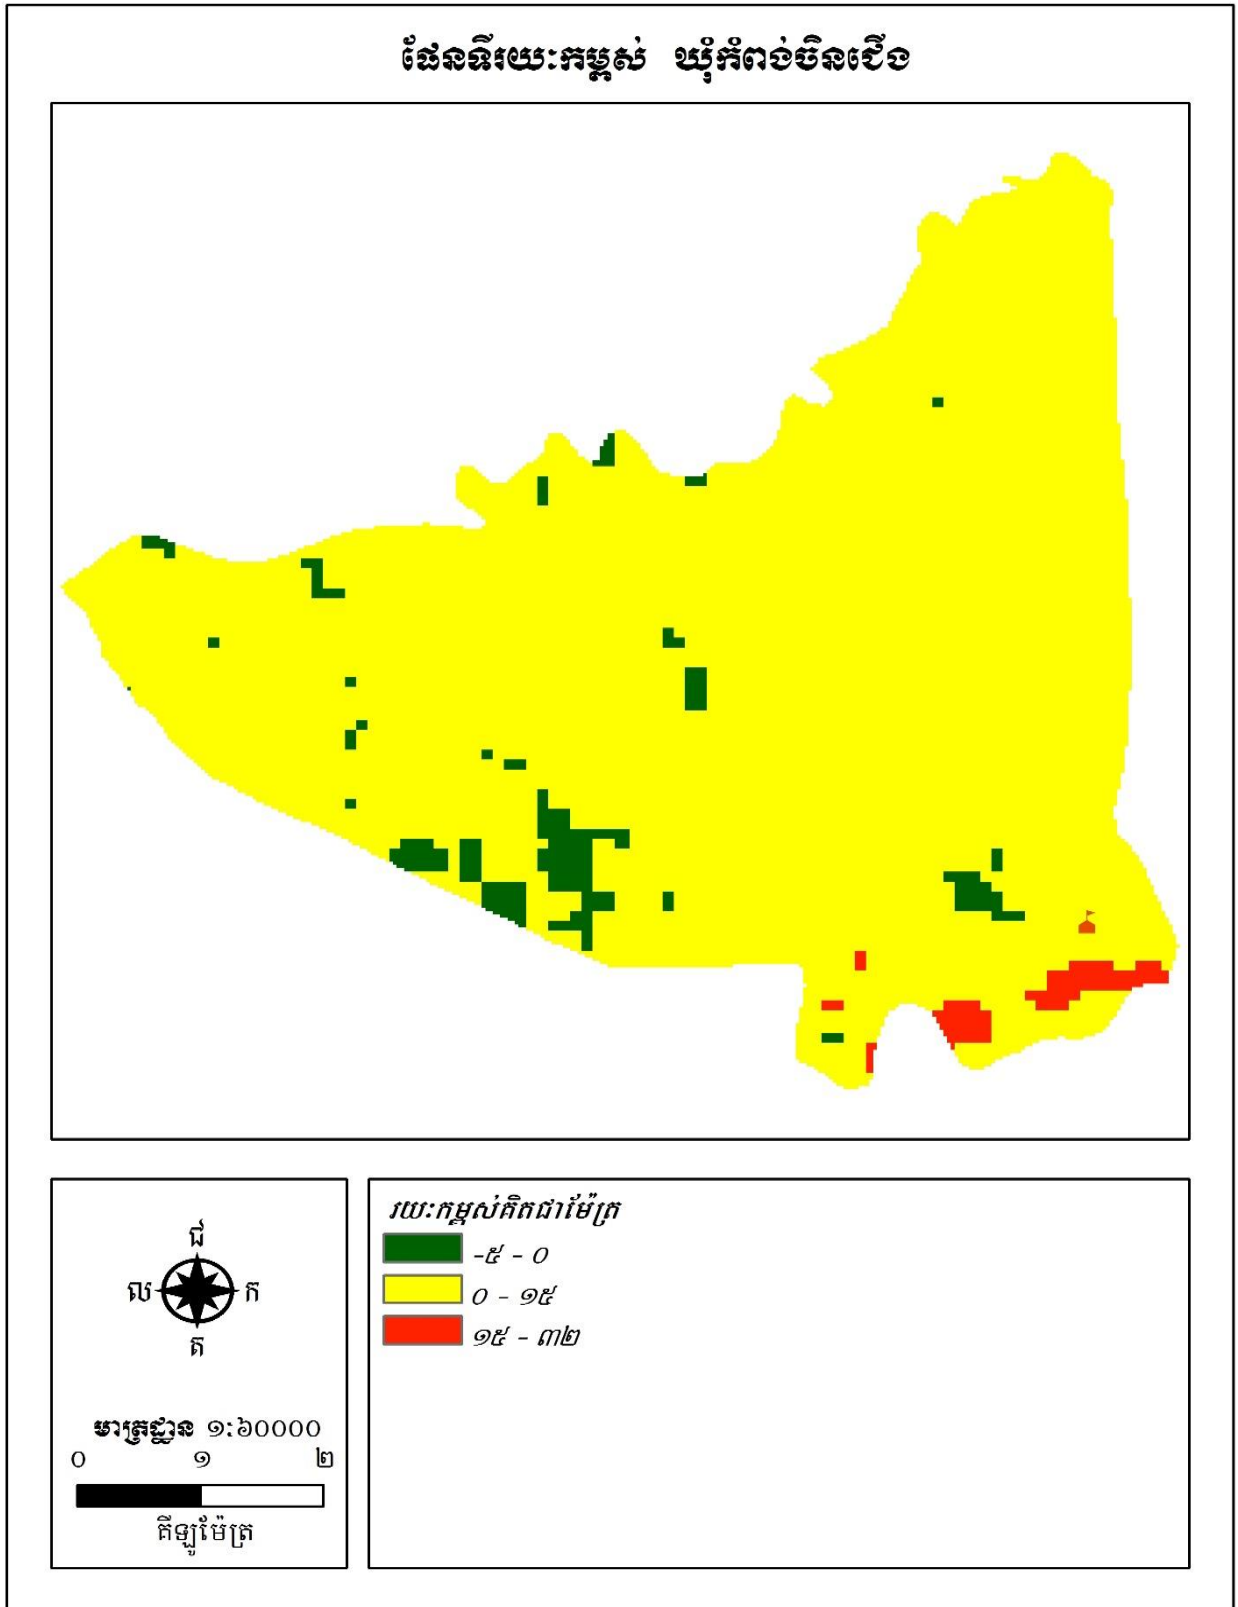 ផែនទីរយៈកម្ពស់ ឃុំកំពង់ចិនជើង
ជ
ល ក
ត
មាត្រដ្ឋាន ១:៦០០០០
០ ១ ២
គីឡូម៉ែត្រ
រយៈកម្ពស់គិតជាម៉ែត្រ
-៥ - ០
០ - ១៥
១៥ - ៣២